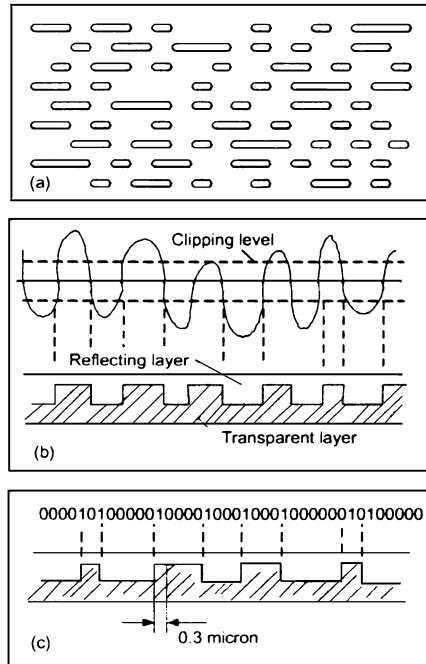 (a)
Clipping level
Reflecting layer
Transparent layer
(b)
0000101000001000010001000100000010100000
0.3 micron
(c)